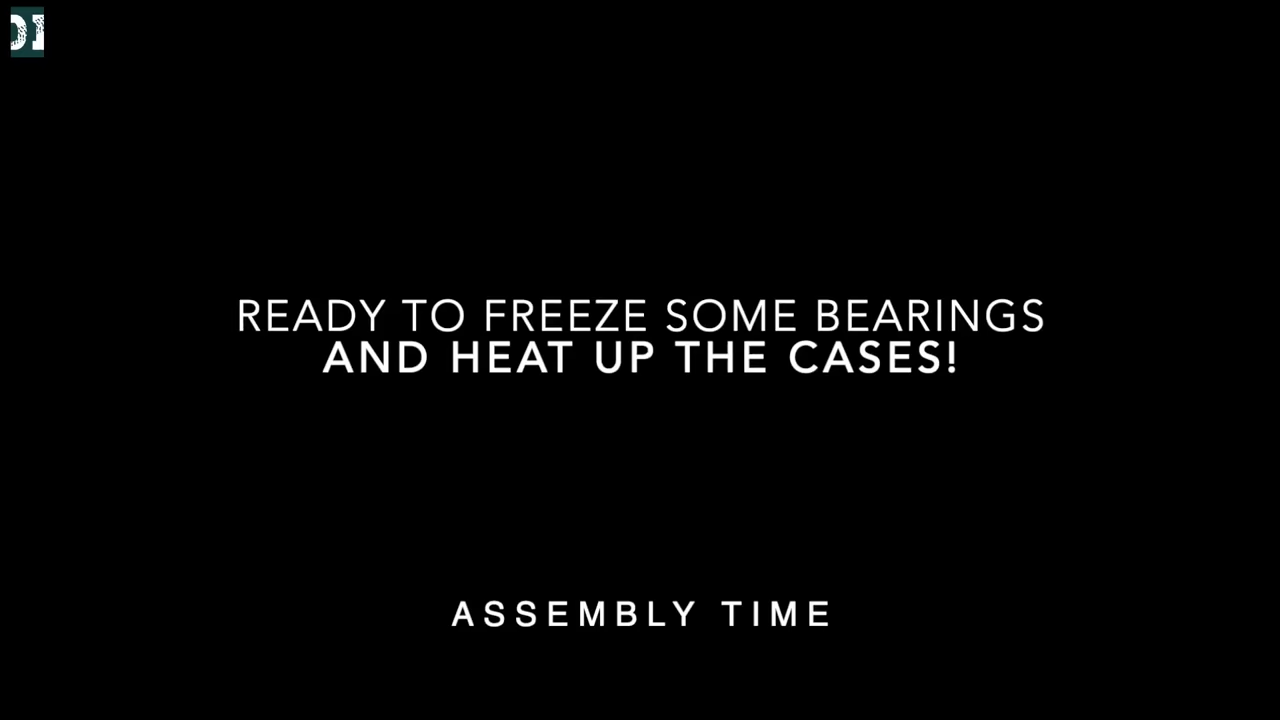 READY TO FREEZE SOME BEARINGS
AND HEAT UP THE CASES!
ASSEMBLY TIME